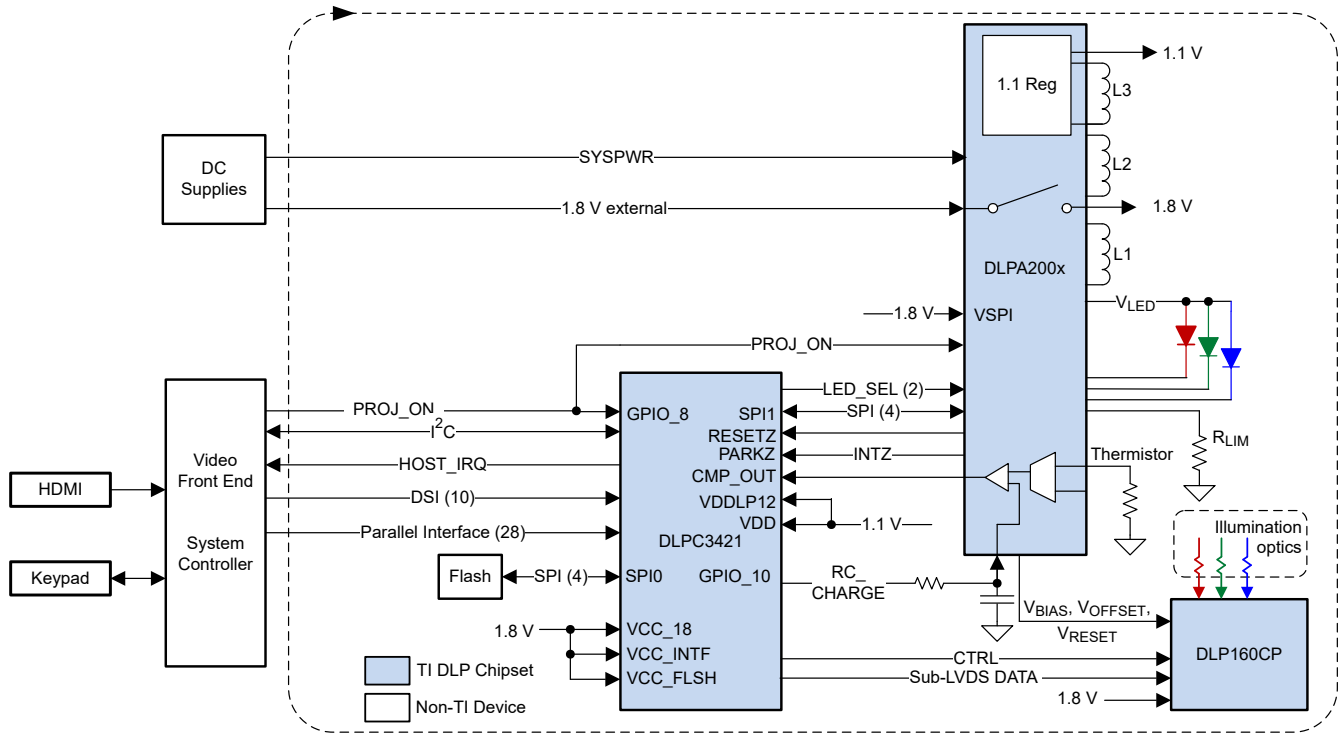 1.1 Reg
1.1 V
L3
DC
Supplies
SYSPWR
L2
1.8 V external
1.8 V
L1
DLPA200x
VLED
1.8 V
VSPI
PROJ_ON
PROJ_ON
GPIO_8
LED_SEL (2)
I2C
SPI1
SPI (4)
RESETZ
RLIM
Video
Front End
HOST_IRQ
PARKZ
INTZ
Thermistor
HDMI
DSI (10)
CMP_OUT
VDDLP12
Parallel Interface (28)
VDD
1.1 V
Illumination
optics
System
Controller
DLPC3421
Keypad
Flash
SPI (4)
SPI0
GPIO_10
RC_
CHARGE
VBIAS, VOFFSET,
VRESET
1.8 V
VCC_18
VCC_INTF
VCC_FLSH
CTRL
Sub-LVDS DATA
1.8 V
DLP160CP
TI DLP Chipset
Non-TI Device